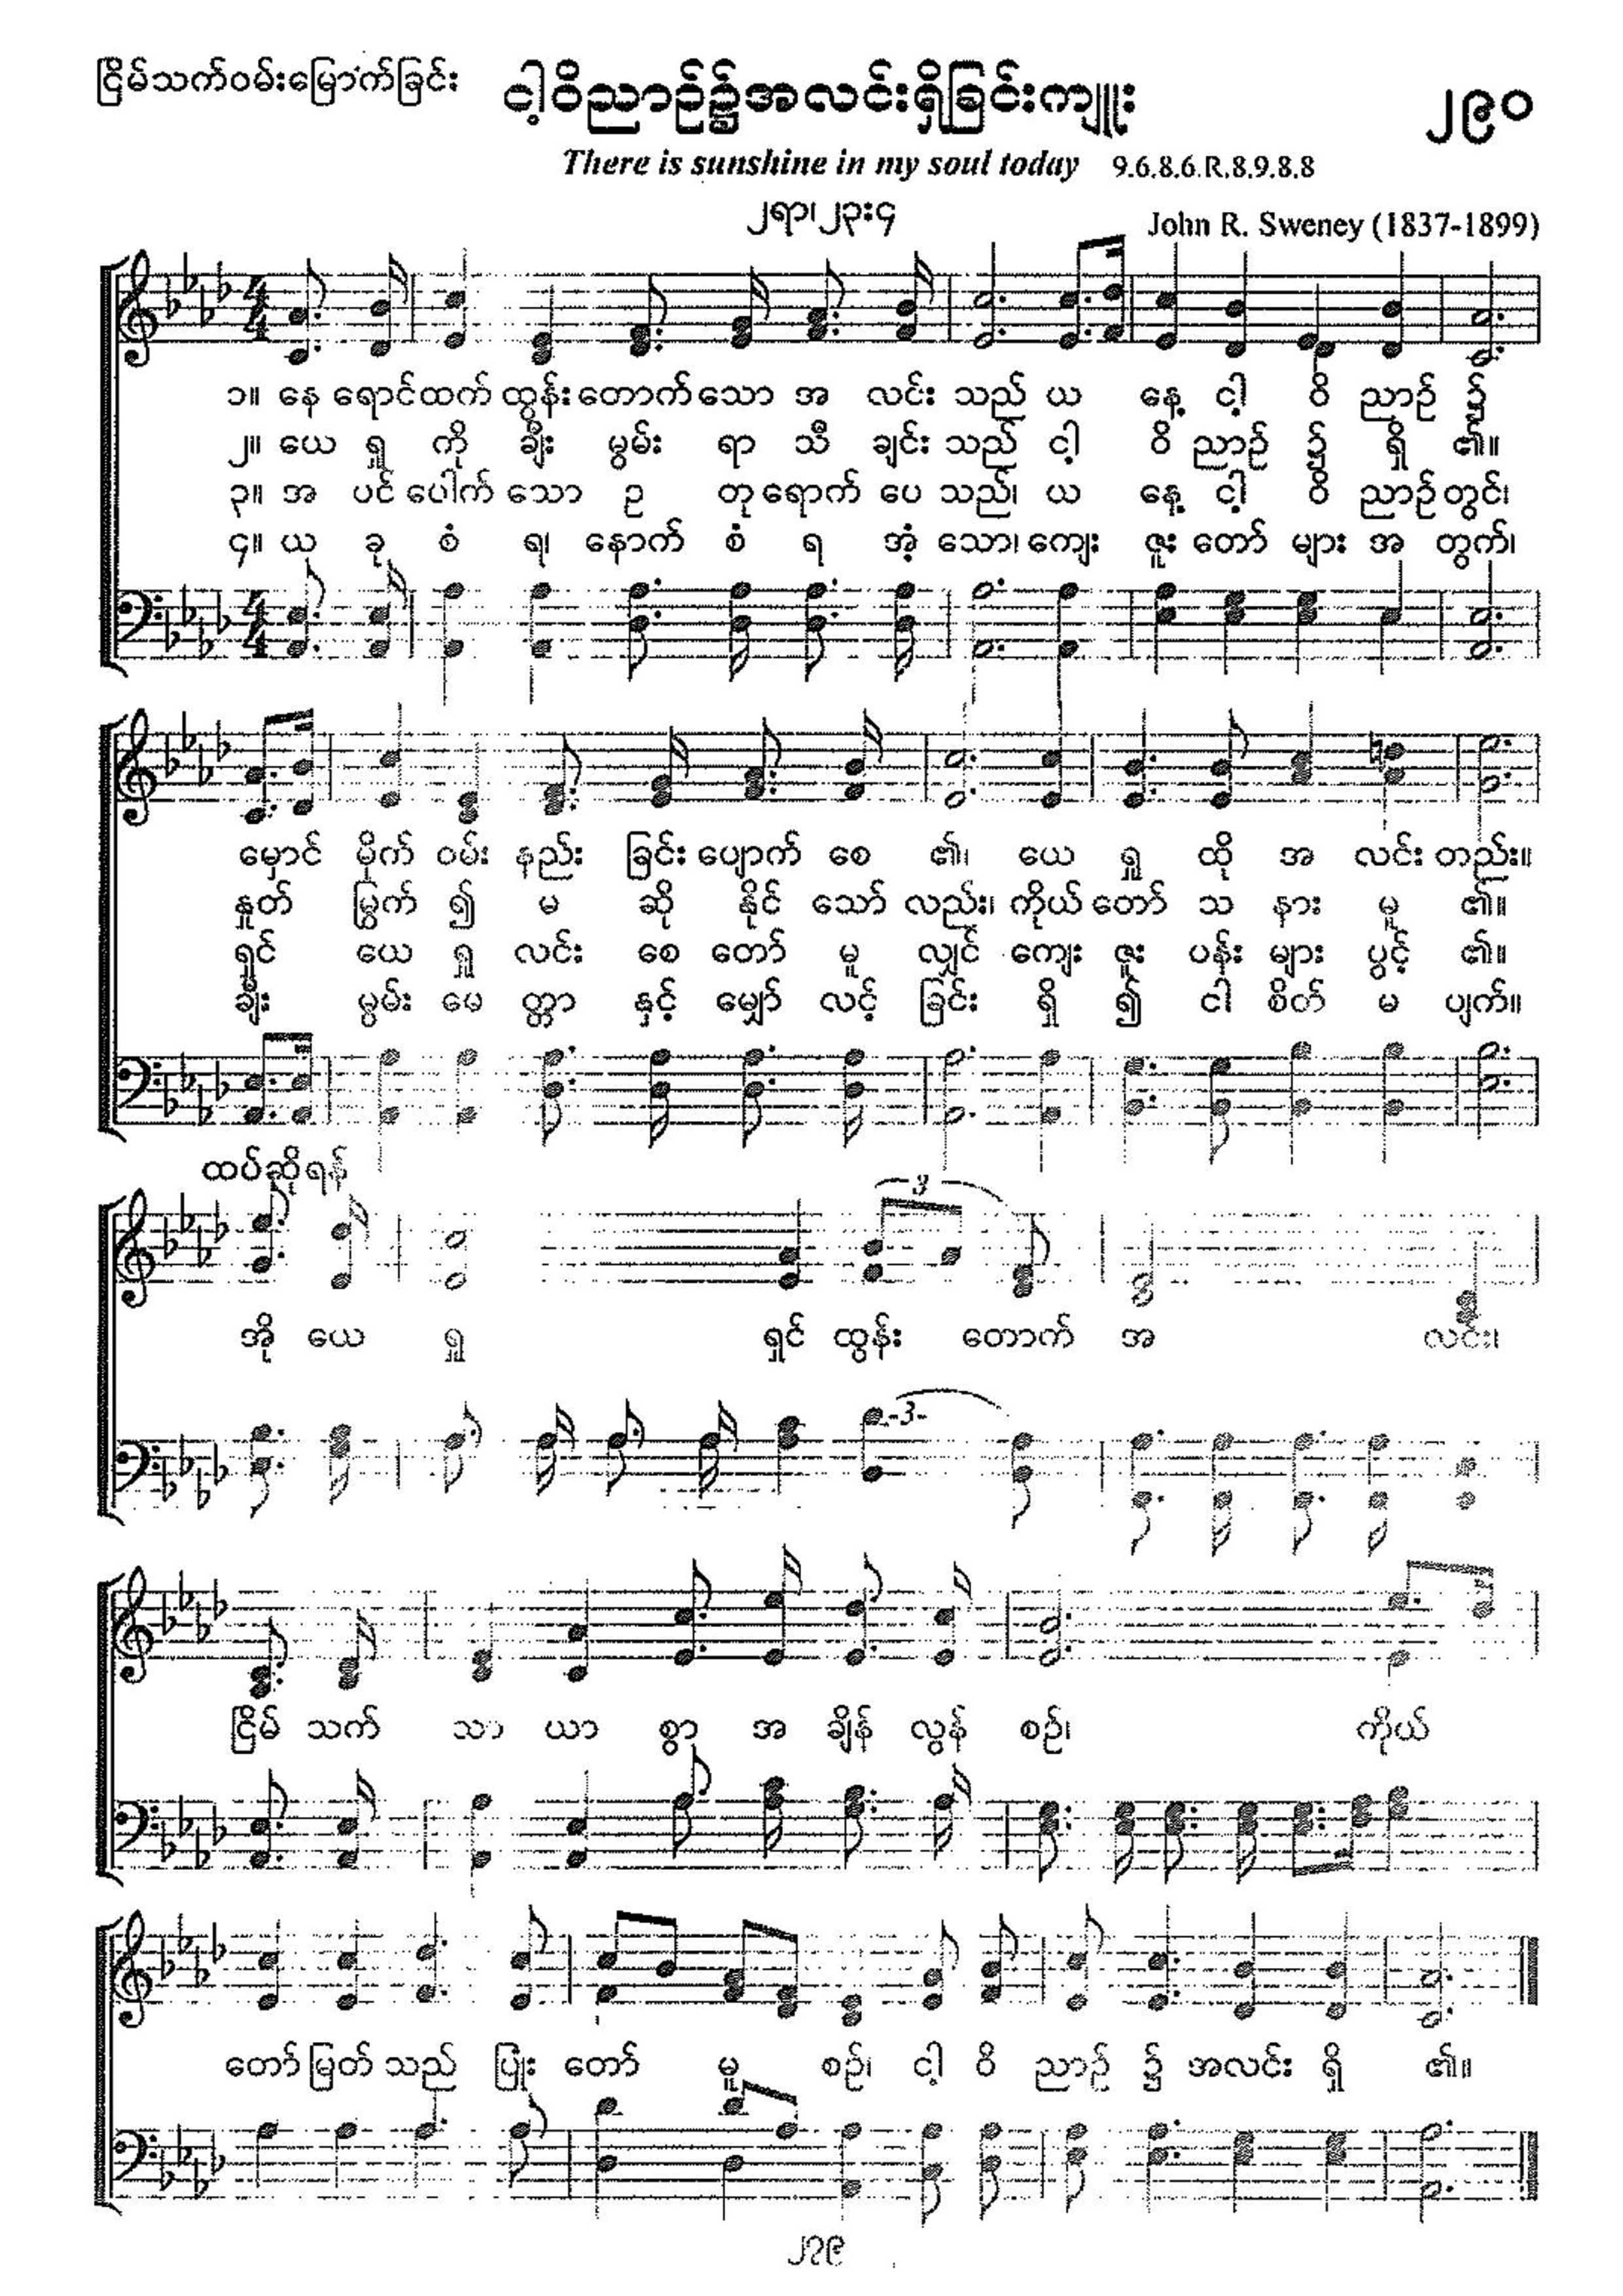 ငြိမ်သက်ဝမ်းမြောက်ခြင်း
ငါ့ဝိညာဉ်၌အလင်းရှိခြင်းကျူး
၂၉၀
There is sunshine in my soul today 9.6.8.6.R.8.9.8.8
၂ရာ၊၂၃း၄
John R. Sweney (1837-1899)
၁။ နေ ရောင်ထက် ထွန်းတောက်သော အ လင်း သည် ယ နေ့ ငါ့ ဝိ ညာဉ် ၌
၂။ ယေ ရှု ကို ချီး မွမ်း ရာ သီ ချင်း သည် ငါ့ ဝိ ညာဉ် ၌ ရှိ ၏။
၃။ အ ပင် ပေါက် သော ဥ တု ရောက် ပေ သည်၊ ယ နေ့ ငါ့ ဝိ ညာဉ် တွင်၊
၄။ ယ ခု စံ ရ၊ နောက် စံ ရ အံ့ သော၊ ကျေး ဇူး တော် များ အ တွက်၊
မှောင် မိုက် ဝမ်း နည်း ခြင်း ပျောက် စေ ၏၊ ယေ ရှု ထို အ လင်း တည်း။
နှုတ် မြွက် ၍ မ ဆို နိုင် သော် လည်း၊ ကိုယ် တော် သ နား မူ ၏။
ရှင် ယေ ရှု လင်း စေ တော် မူ လျှင် ကျေး ဇူး ပန်း များ ပွင့် ၏။
ချီး မွမ်း မေ တ္တာ နှင့် မျှော် လင့် ခြင်း ရှိ ၍ ငါ စိတ် မ ပျက်။
ထပ်ဆိုရန်
3
အို ယေ ရှု ရှင် ထွန်း တောက် အ လင်း၊
-3-
ငြိမ် သက် သာ ယာ စွာ အ ချိန် လွန် စဉ်၊ ကိုယ်
တော် မြတ် သည် ပြုံး တော် မူ စဉ်၊ ငါ့ ဝိ ညာဉ် ၌ အလင်း ရှိ ၏။
၂၇၉